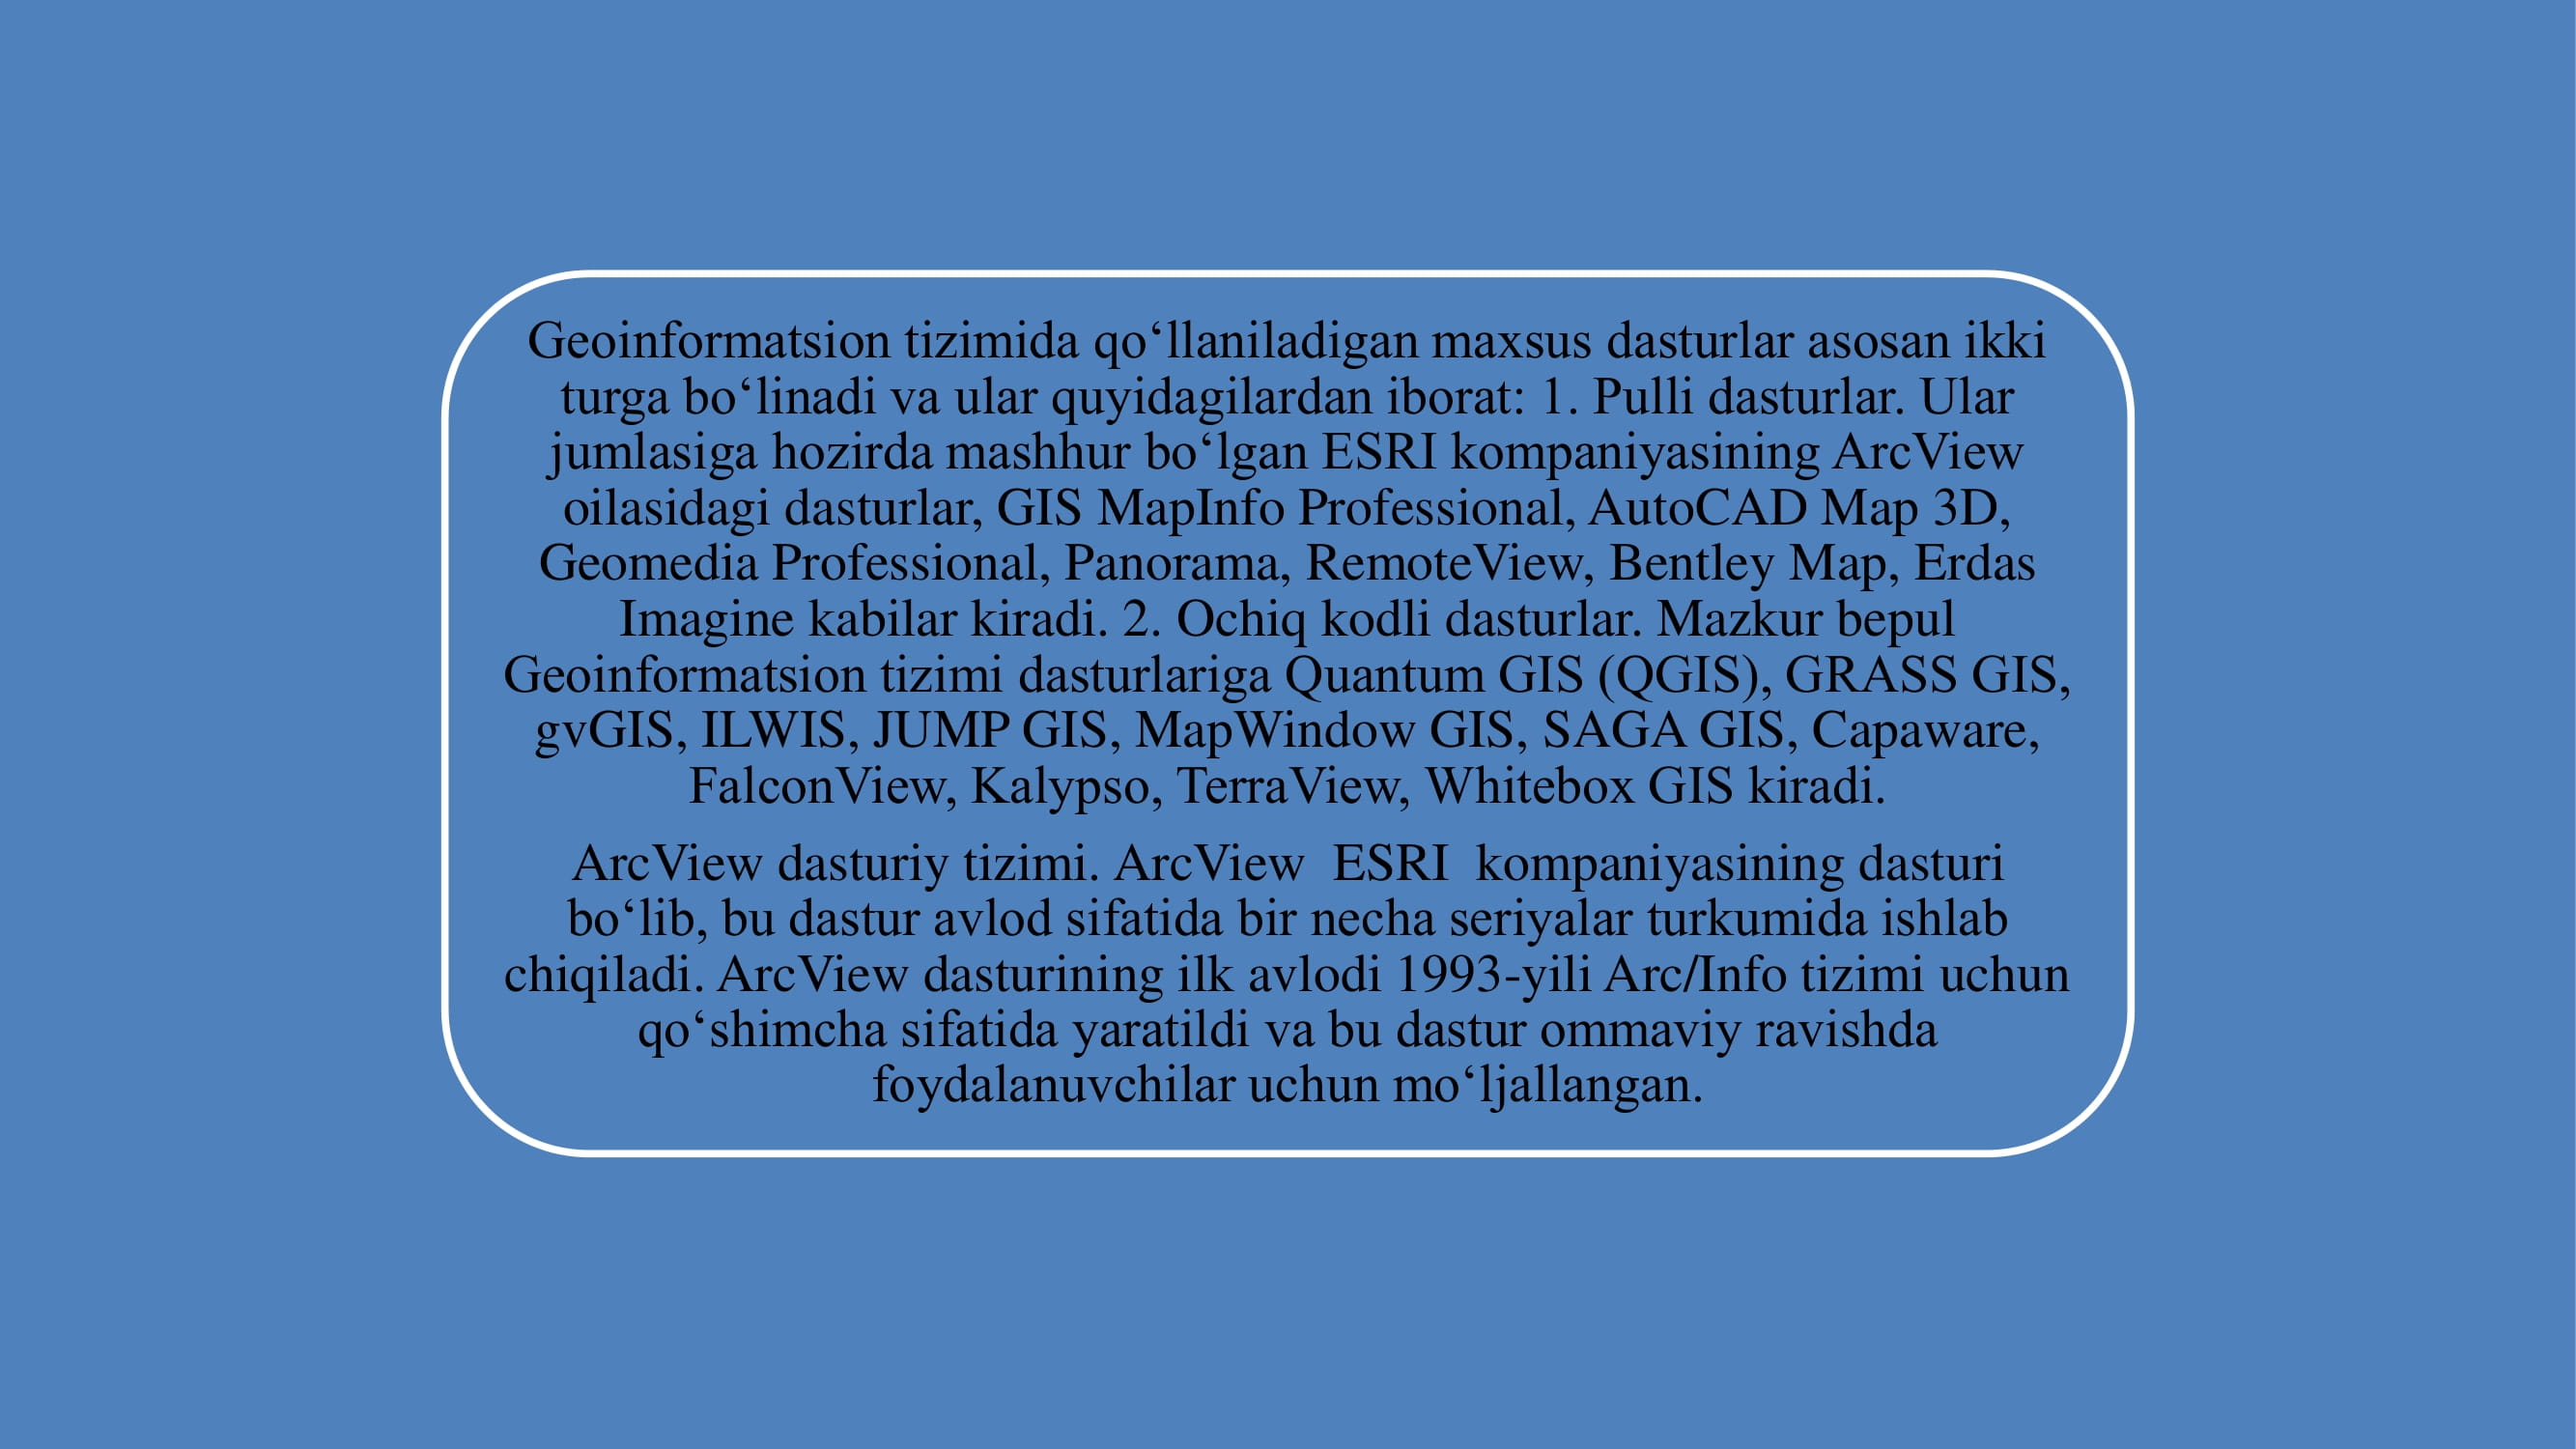 Geoinformatsion tizimida qo‘llaniladigan maxsus dasturlar asosan ikki
turga bo‘linadi va ular quyidagilardan iborat: 1. Pulli dasturlar. Ular
jumlasiga hozirda mashhur bo‘lgan ESRI kompaniyasining ArcView
oilasidagi dasturlar, GIS MapInfo Professional, AutoCAD Map 3D,
Geomedia Professional, Panorama, RemoteView, Bentley Map, Erdas
Imagine kabilar kiradi. 2. Ochiq kodli dasturlar. Mazkur bepul
Geoinformatsion tizimi dasturlariga Quantum GIS (QGIS), GRASS GIS,
gvGIS, ILWIS, JUMP GIS, MapWindow GIS, SAGA GIS, Capaware,
FalconView, Kalypso, TerraView, Whitebox GIS kiradi.
ArcView dasturiy tizimi. ArcView  ESRI  kompaniyasining dasturi
bo‘lib, bu dastur avlod sifatida bir necha seriyalar turkumida ishlab
chiqiladi. ArcView dasturining ilk avlodi 1993-yili Arc/Info tizimi uchun
qo‘shimcha sifatida yaratildi va bu dastur ommaviy ravishda
foydalanuvchilar uchun mo‘ljallangan.